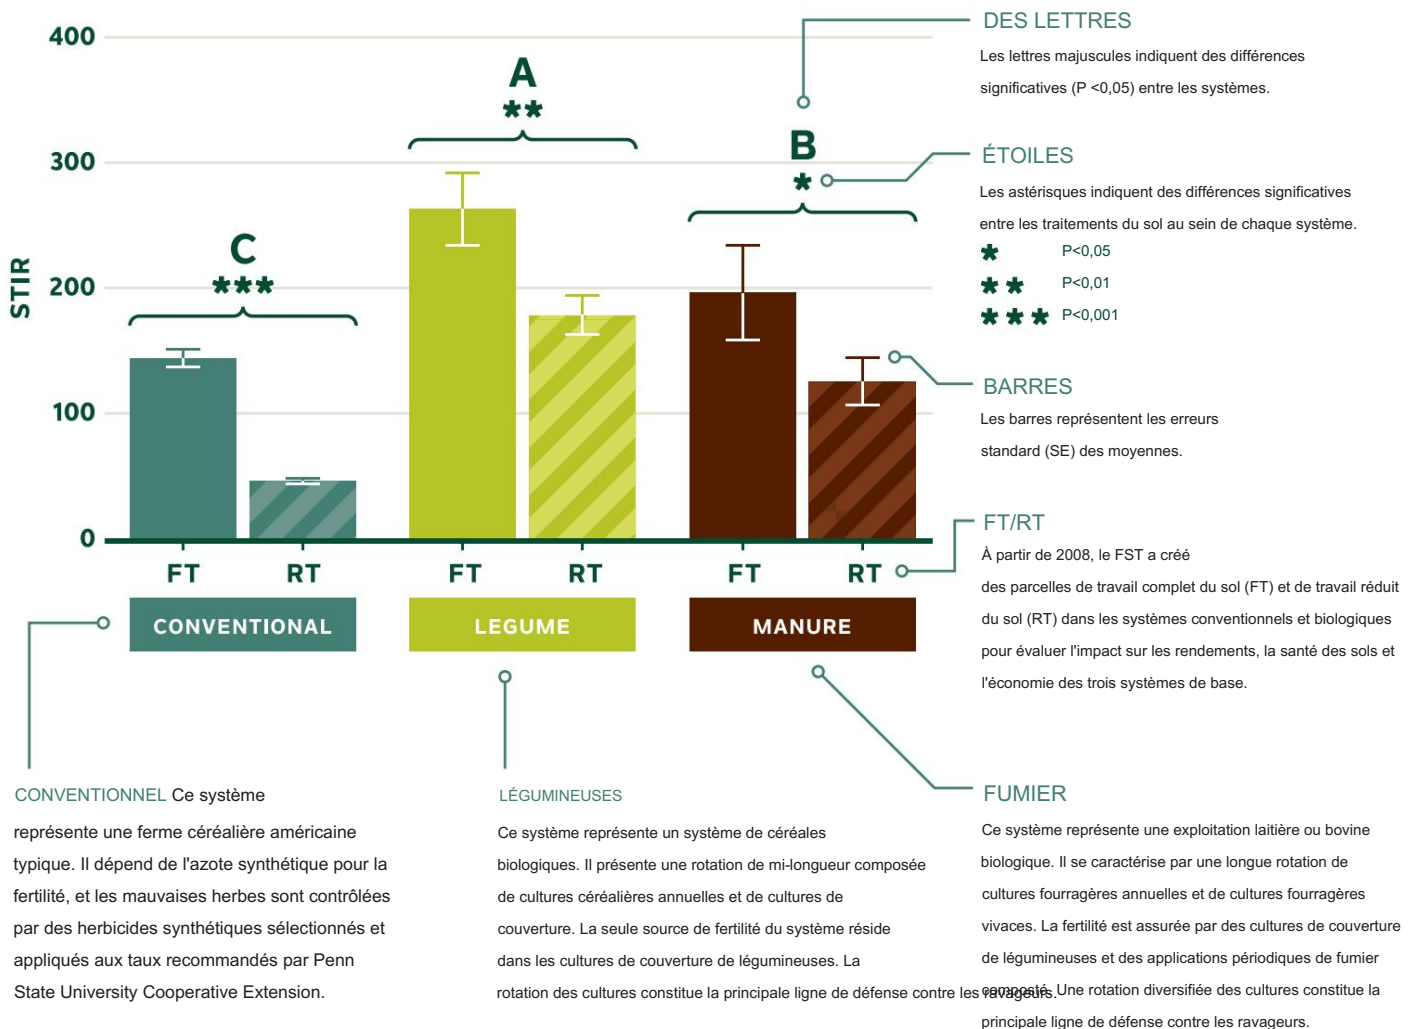 400
300
200
100
0
STIR
C
***
A
**
B
*
FT
RT
FT
RT
FT
RT
CONVENTIONAL
LEGUME
MANURE
DES LETTRES
Les lettres majuscules indiquent des différences
significatives (P <0,05) entre les systèmes.
ÉTOILES
Les astérisques indiquent des différences significatives
entre les traitements du sol au sein de chaque système.
* P<0,05
** P<0,01
*** P<0,001
BARRES
Les barres représentent les erreurs
standard (SE) des moyennes.
FT/RT
À partir de 2008, le FST a créé
des parcelles de travail complet du sol (FT) et de travail réduit
du sol (RT) dans les systèmes conventionnels et biologiques
pour évaluer l'impact sur les rendements, la santé des sols et
l'économie des trois systèmes de base.
CONVENTIONNEL Ce système
représente une ferme céréalière américaine
typique. Il dépend de l'azote synthétique pour la
fertilité, et les mauvaises herbes sont contrôlées
par des herbicides synthétiques sélectionnés et
appliqués aux taux recommandés par Penn
State University Cooperative Extension.
LÉGUMINEUSES
Ce système représente un système de céréales
biologiques. Il présente une rotation de mi-longueur composée
de cultures céréalières annuelles et de cultures de
couverture. La seule source de fertilité du système réside
dans les cultures de couverture de légumineuses. La
rotation des cultures constitue la principale ligne de défense contre les ravageurs.
FUMIER
Ce système représente une exploitation laitière ou bovine
biologique. Il se caractérise par une longue rotation de
cultures fourragères annuelles et de cultures fourragères
vivaces. La fertilité est assurée par des cultures de couverture
de légumineuses et des applications périodiques de fumier
composté. Une rotation diversifiée des cultures constitue la
principale ligne de défense contre les ravageurs.